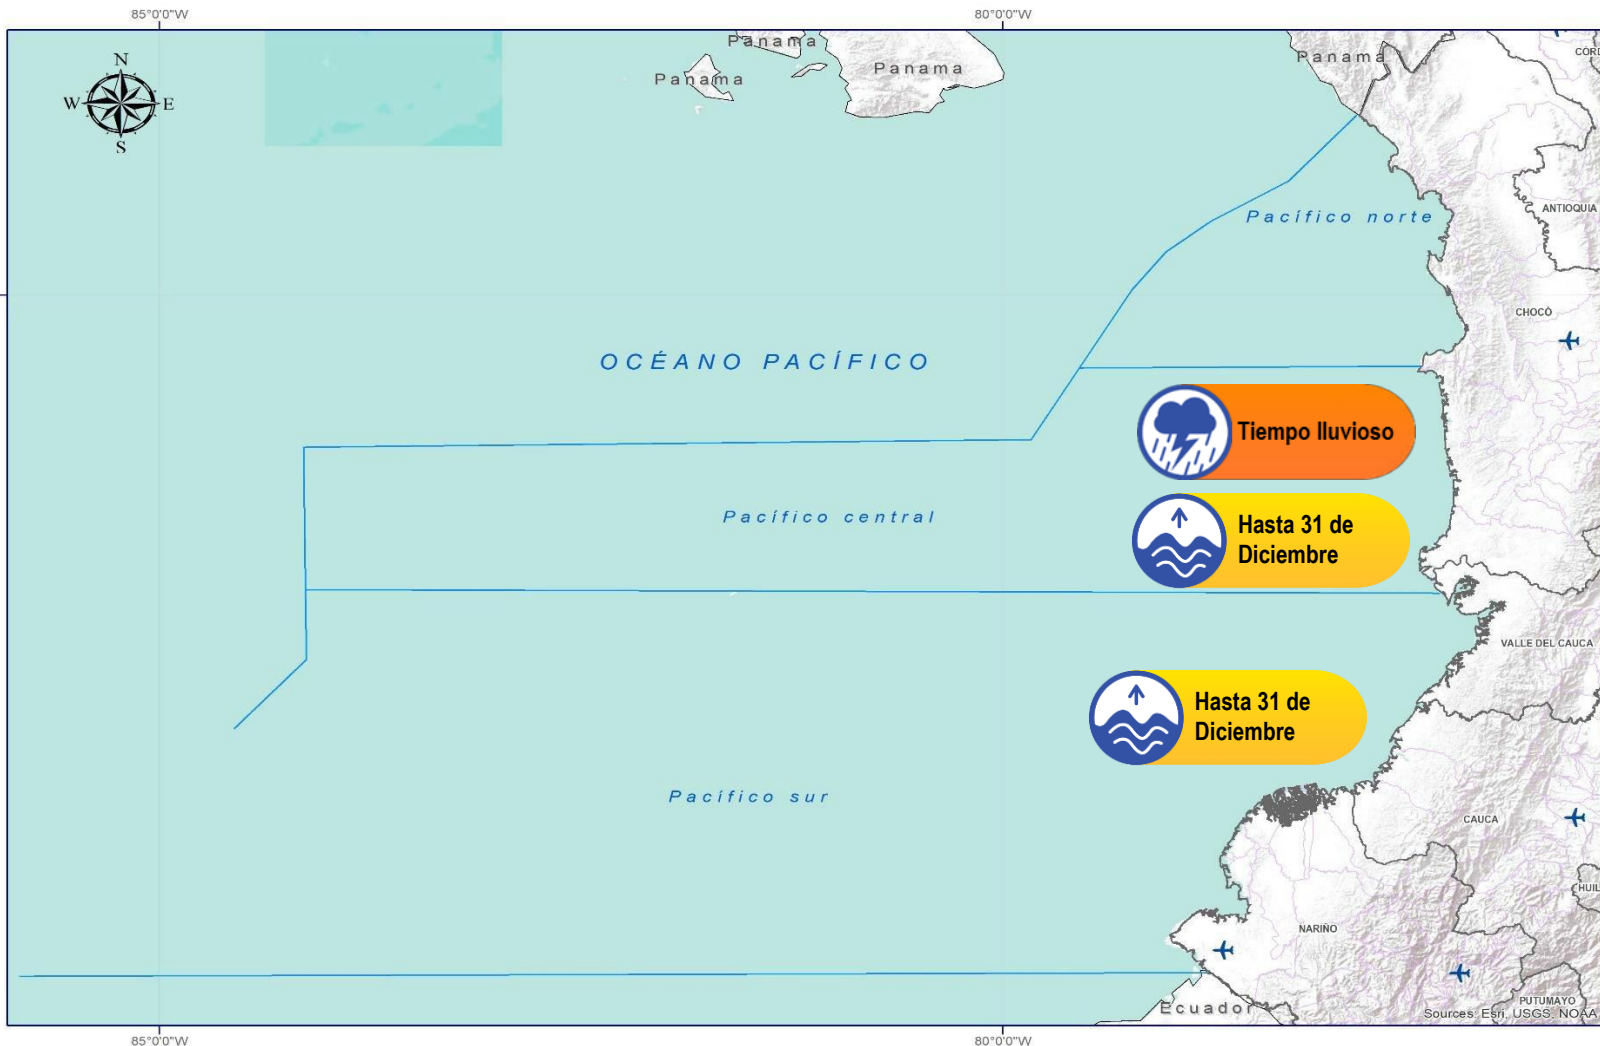 85°0'0"W
80°0'0"W
N
W
E
S
Panama
Panama
Panama
Panama
CÓRD
ANTIOQUIA
Pacífico norte
CHOCÓ
OCÉANO PACÍFICO
Tiempo lluvioso
Pacífico central
Hasta 31 de
Diciembre
VALLE DEL CAUCA
Hasta 31 de
Diciembre
Pacífico sur
CAUCA
HUIL
NARIÑO
PUTUMAYO
Ecuador
Sources: Esri, USGS, NOAA
85°0'0"W
80°0'0"W